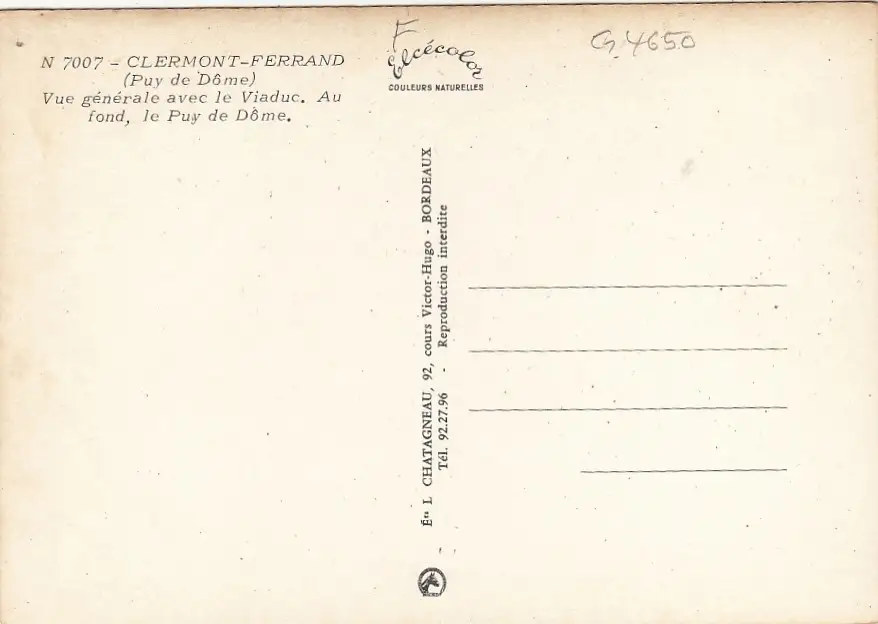 N 7007 - CLERMONT-FERRAND
(Puy de Dôme)
Vue générale avec le Viaduc. Au
fond, le Puy de Dôme.
F
Elcécolor
COULEURS NATURELLES
G 4650
Éts L CHATAGNEAU, 92, cours Victor-Hugo - BORDEAUX
Tél. 92.27.96 - Reproduction interdite